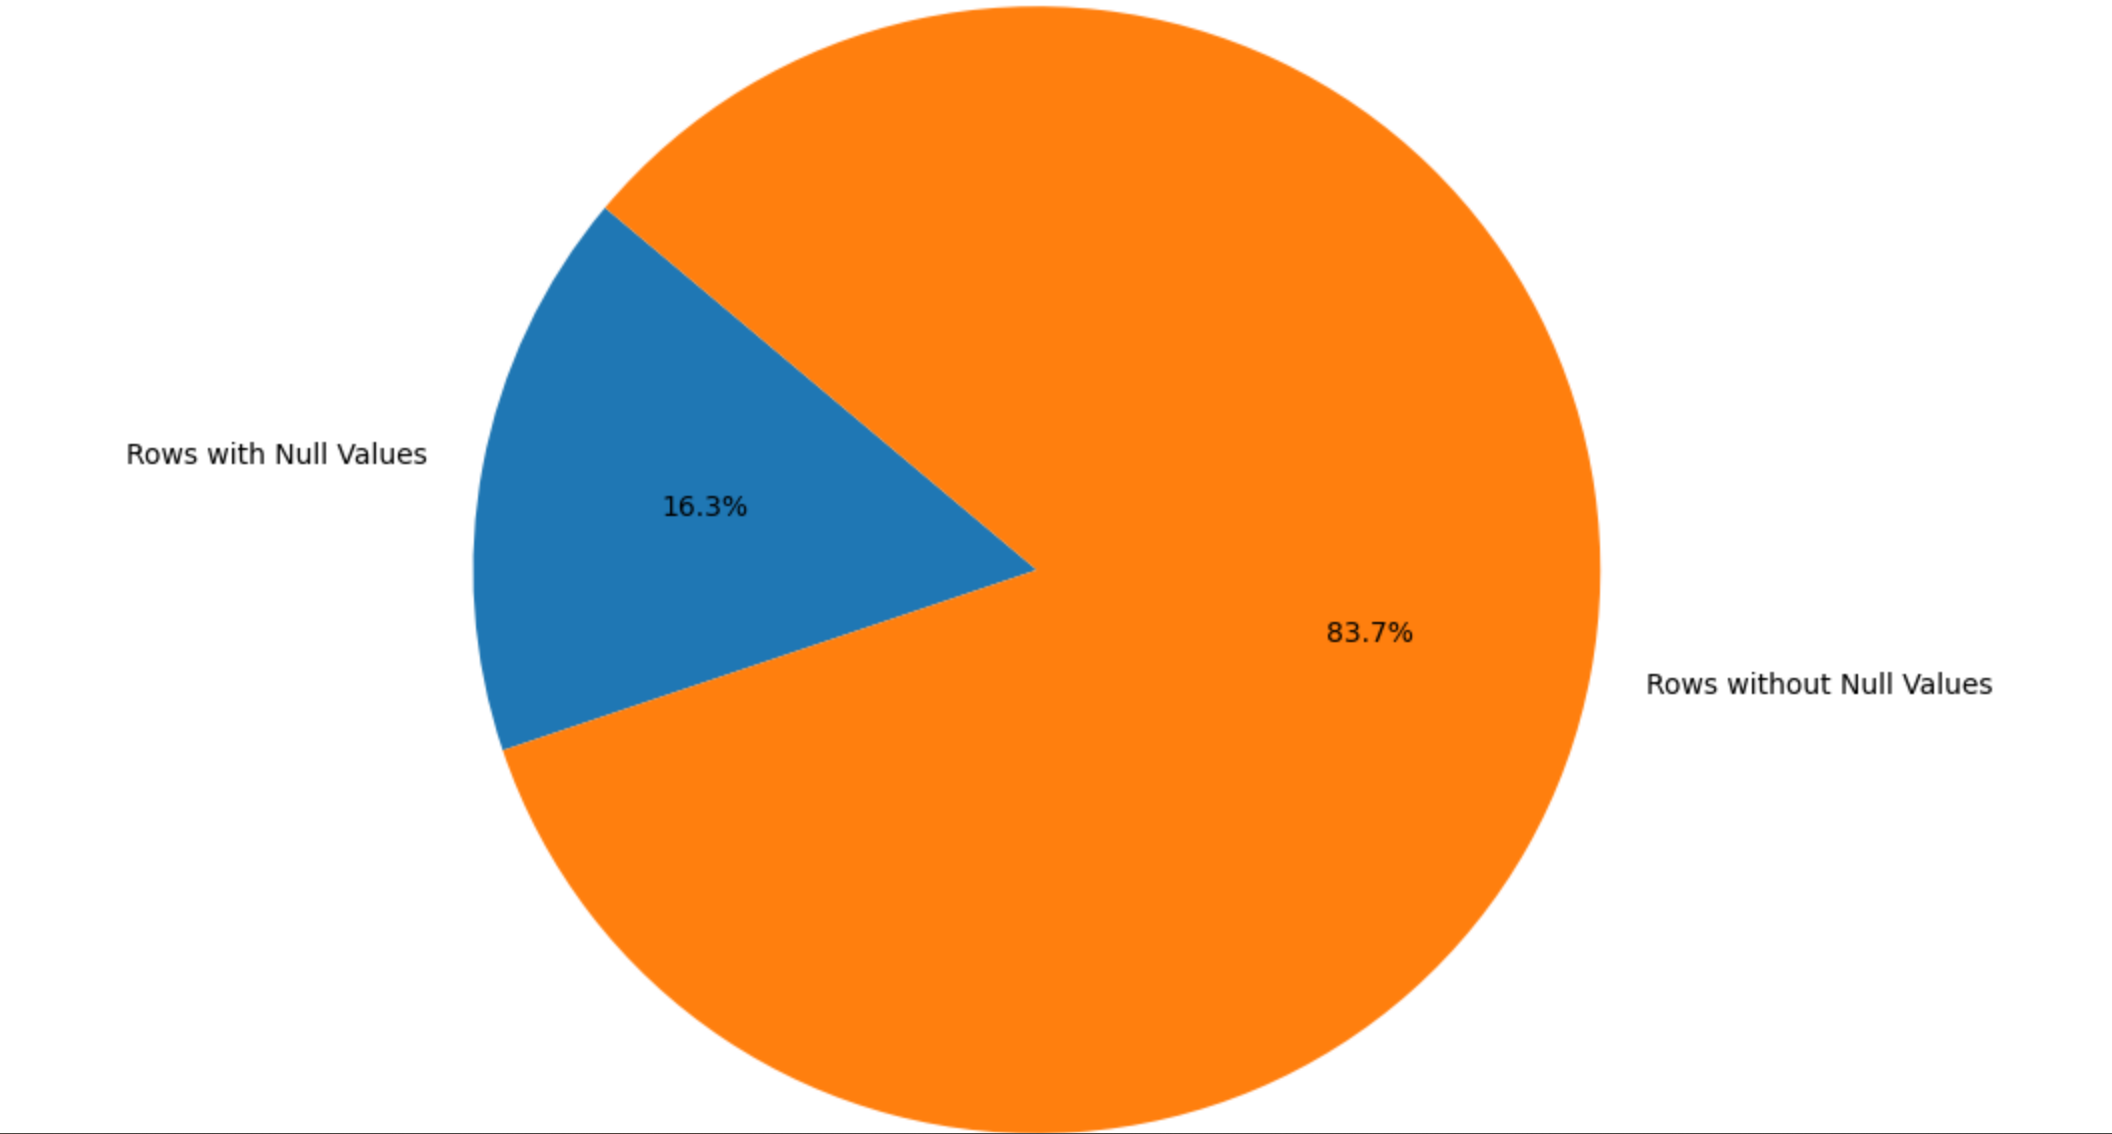 Rows with Null Values
16.3%
83.7%
Rows without Null Values